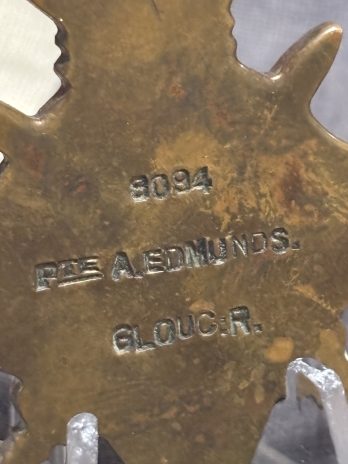 8094
PTE A. EDMUNDS.
GLOUC: R.